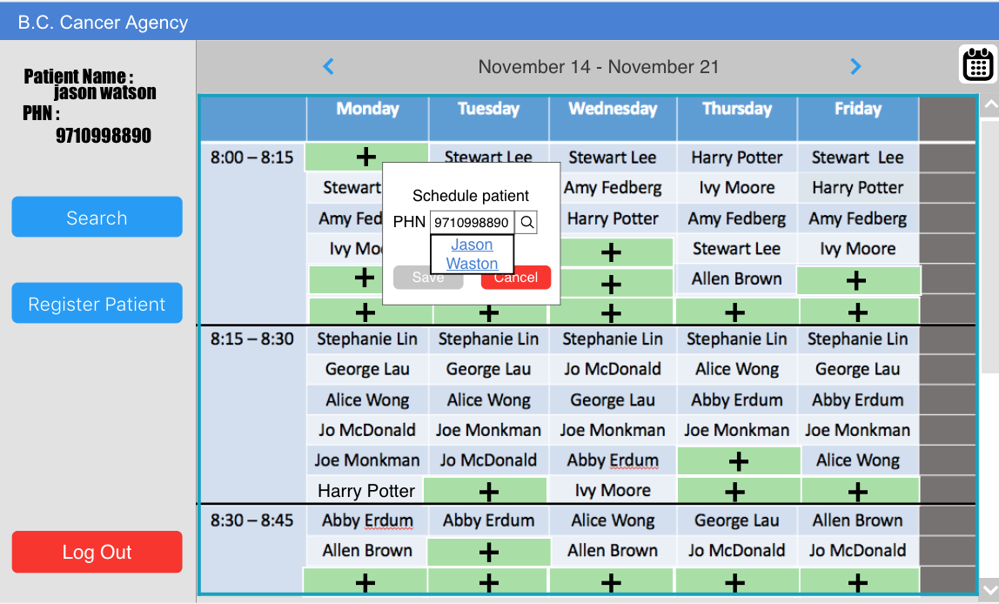 B.C. Cancer Agency
Patient Name :
jason watson
PHN :
9710998890
Search
Register Patient
Log Out
November 14 - November 21
Monday Tuesday Wednesday Thursday Friday
8:00 – 8:15 + Stewart Lee Stewart Lee Harry Potter Stewart Lee
Stewart Amy Fedberg Ivy Moore Harry Potter
Amy Fed Harry Potter Amy Fedberg Amy Fedberg
Ivy Mo + Stewart Lee Ivy Moore
+ + Allen Brown +
+ + + + +
Schedule patient
PHN 9710998890
Jason
Waston
Save Cancel
8:15 – 8:30 Stephanie Lin Stephanie Lin Stephanie Lin Stephanie Lin Stephanie Lin
George Lau George Lau Jo McDonald Alice Wong George Lau
Alice Wong Alice Wong George Lau Abby Erdum Abby Erdum
Jo McDonald Joe Monkman Joe Monkman Joe Monkman Joe Monkman
Joe Monkman Jo McDonald Abby Erdum + Alice Wong
Harry Potter + Ivy Moore + +
8:30 – 8:45 Abby Erdum Abby Erdum Alice Wong George Lau Allen Brown
Allen Brown + Allen Brown Jo McDonald Jo McDonald
+ + + + +